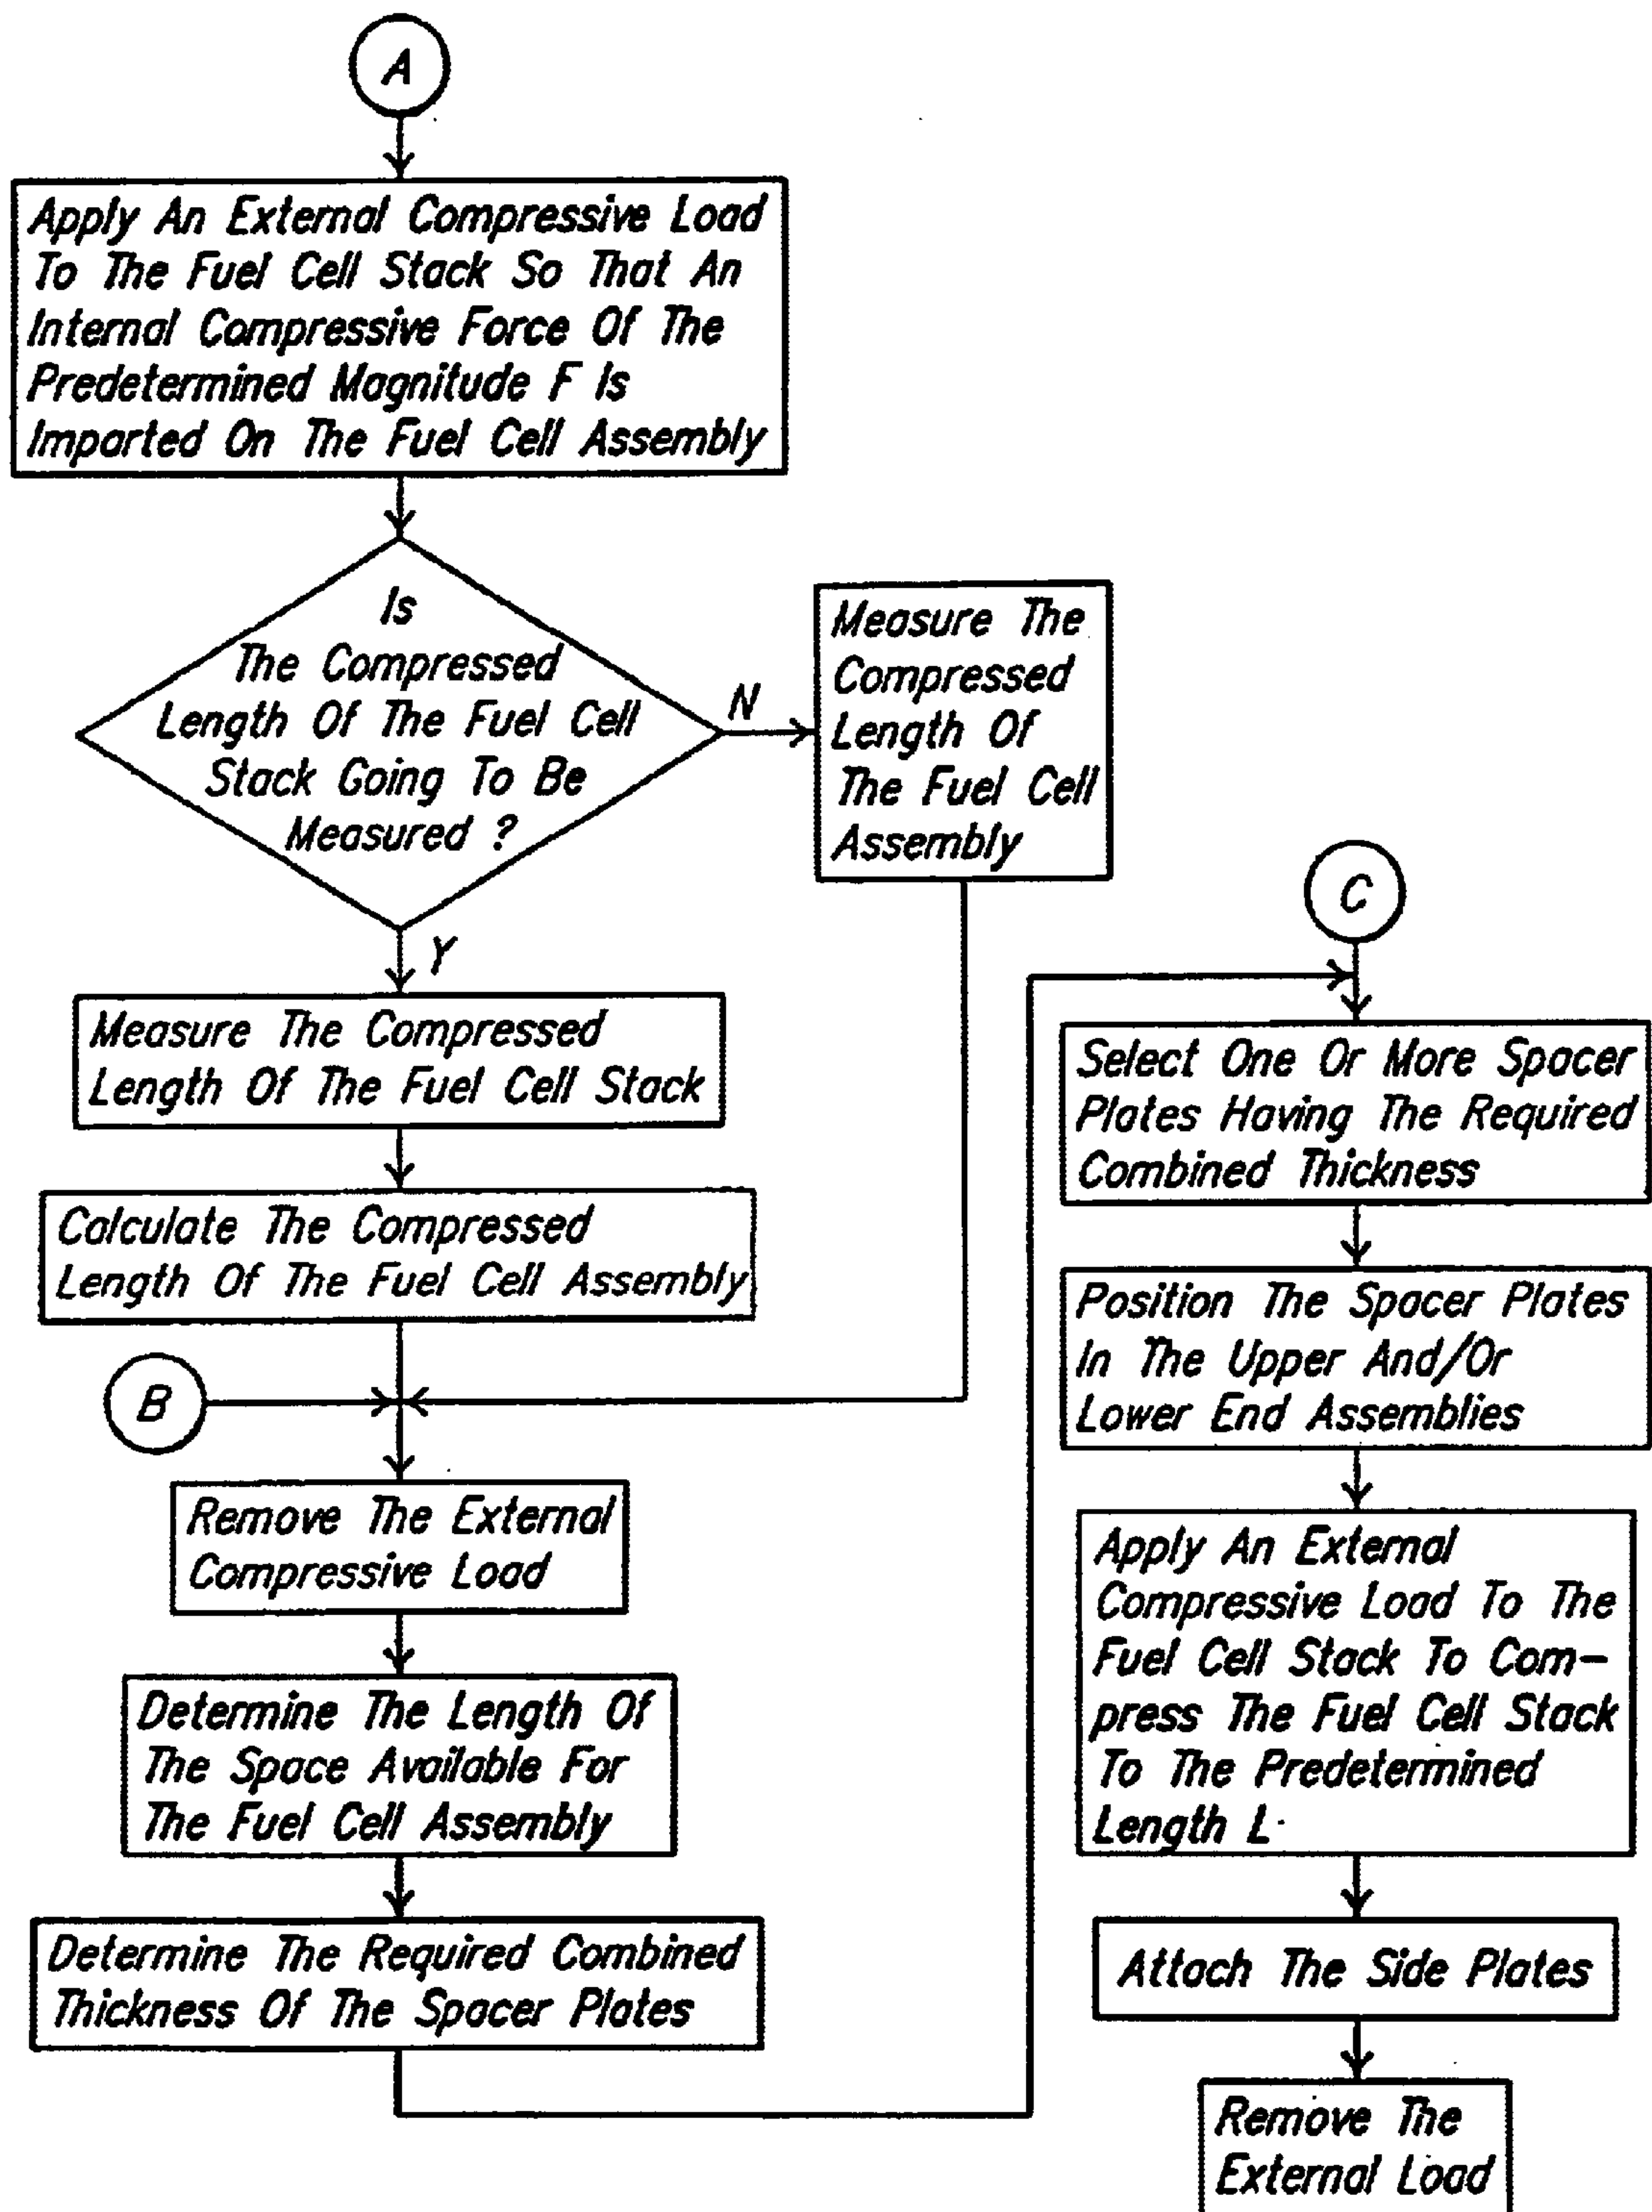 A
Apply An External Compressive Load
To The Fuel Cell Stack So That An
Internal Compressive Force Of The
Predetermined Magnitude F Is
Imparted On The Fuel Cell Assembly
Is
The Compressed
Length Of The Fuel Cell
Stack Going To Be
Measured ?
N
Measure The
Compressed
Length Of
The Fuel Cell
Assembly
Y
Measure The Compressed
Length Of The Fuel Cell Stack
Calculate The Compressed
Length Of The Fuel Cell Assembly
B
Remove The External
Compressive Load
Determine The Length Of
The Space Available For
The Fuel Cell Assembly
Determine The Required Combined
Thickness Of The Spacer Plates
C
Select One Or More Spacer
Plates Having The Required
Combined Thickness
Position The Spacer Plates
In The Upper And/Or
Lower End Assemblies
Apply An External
Compressive Load To The
Fuel Cell Stack To Com-
press The Fuel Cell Stack
To The Predetermined
Length L
Attach The Side Plates
Remove The
External Load